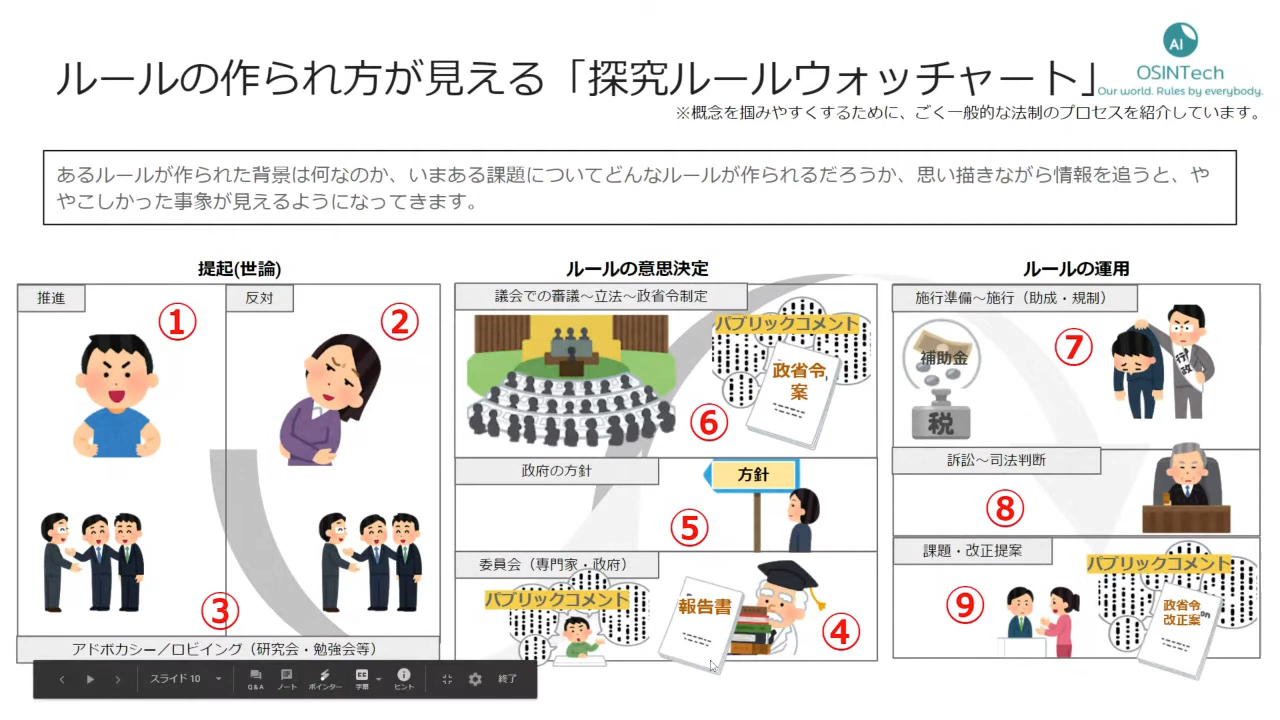 ルールの作られ方が見える「探究ルールウォッチャート」
AI
OSINTech
Our world. Rules by everybody.
※概念を掴みやすくするために、ごく一般的な法制のプロセスを紹介しています。
あるルールが作られた背景は何なのか、いまある課題についてどんなルールが作られるだろうか、思い描きながら情報を追うと、や
ややこしかった事象が見えるようになってきます。
提起(世論)
推進
①
反対
②
③
アドボカシー／ロビイング（研究会・勉強会等）
ルールの意思決定
議会での審議～立法～政省令制定
パブリックコメント
政省令
案
⑥
政府の方針
方針
⑤
委員会（専門家・政府）
パブリックコメント
報告書
④
ルールの運用
施行準備～施行（助成・規制）
補助金
税
⑦
行
政
訴訟～司法判断
⑧
課題・改正提案
⑨
パブリックコメント
政省令
改正案
on
スライド 10
Q&A
ノート
ポインター
字幕
ヒント
終了